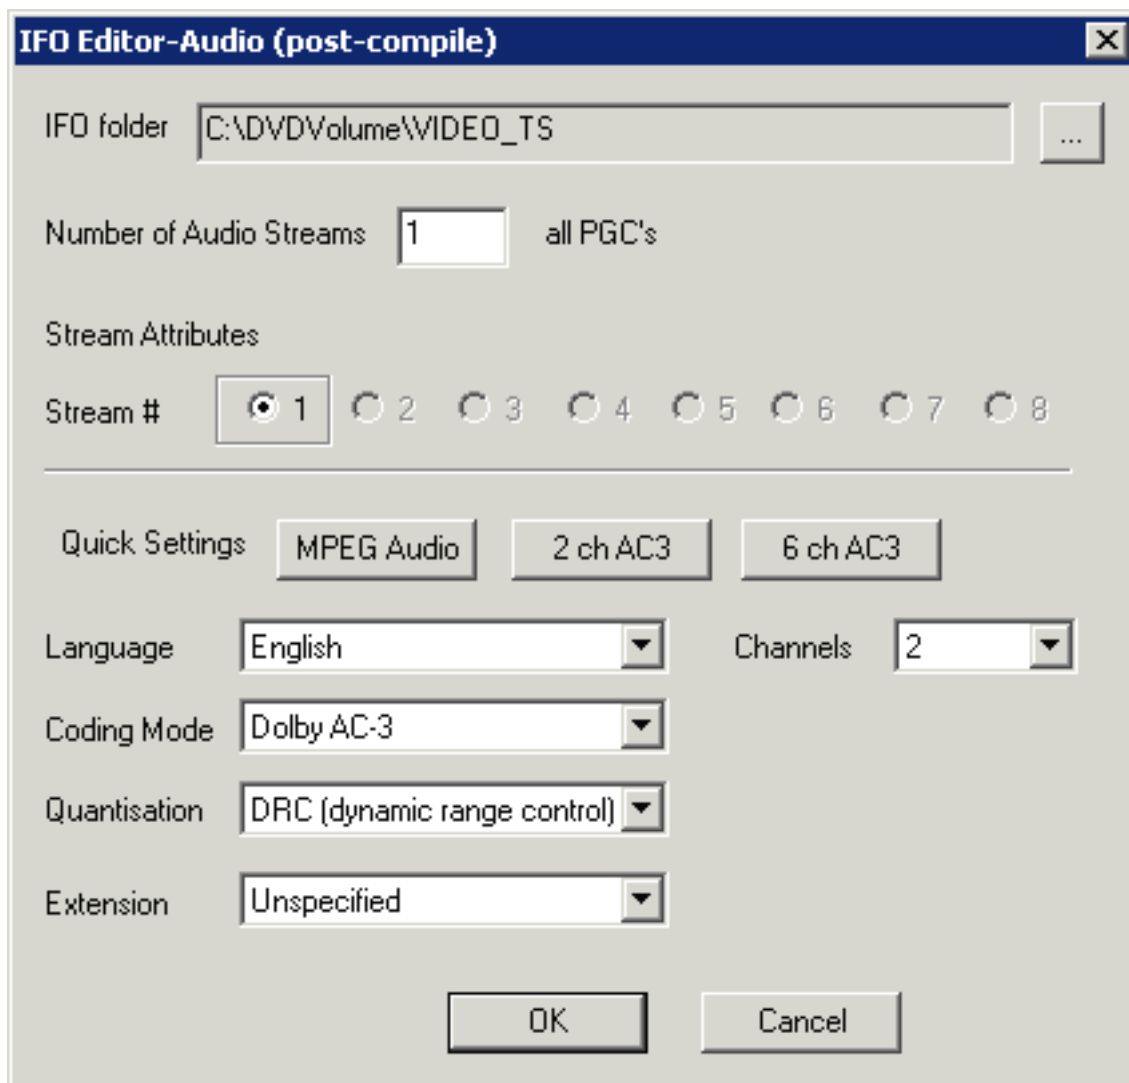 IFO Editor-Audio (post-compile)
IFO folder C:\DVDVolume\VIDEO_TS ...
Number of Audio Streams 1 all PGC's
Stream Attributes
Stream # 1 2 3 4 5 6 7 8
Quick Settings MPEG Audio 2 ch AC3 6 ch AC3
Language English Channels 2
Coding Mode Dolby AC-3
Quantisation DRC (dynamic range control)
Extension Unspecified
OK Cancel